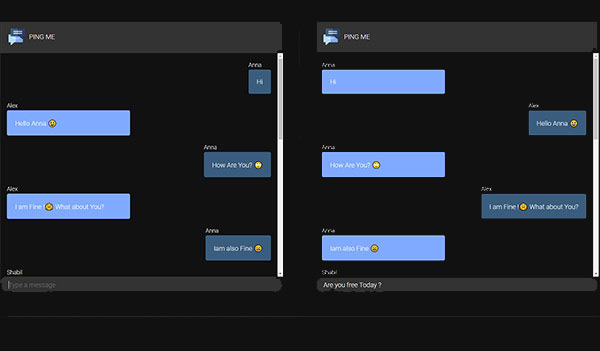 PING ME
Anna
Hi
Alex
Hello Anna
Anna
How Are You?
Alex
I am Fine ! What about You?
Anna
Iam also Fine
Shabil
Type a message
PING ME
Anna
Hi
Alex
Hello Anna
Anna
How Are You?
Alex
I am Fine ! What about You?
Anna
Iam also Fine
Shabil
Are you free Today ?